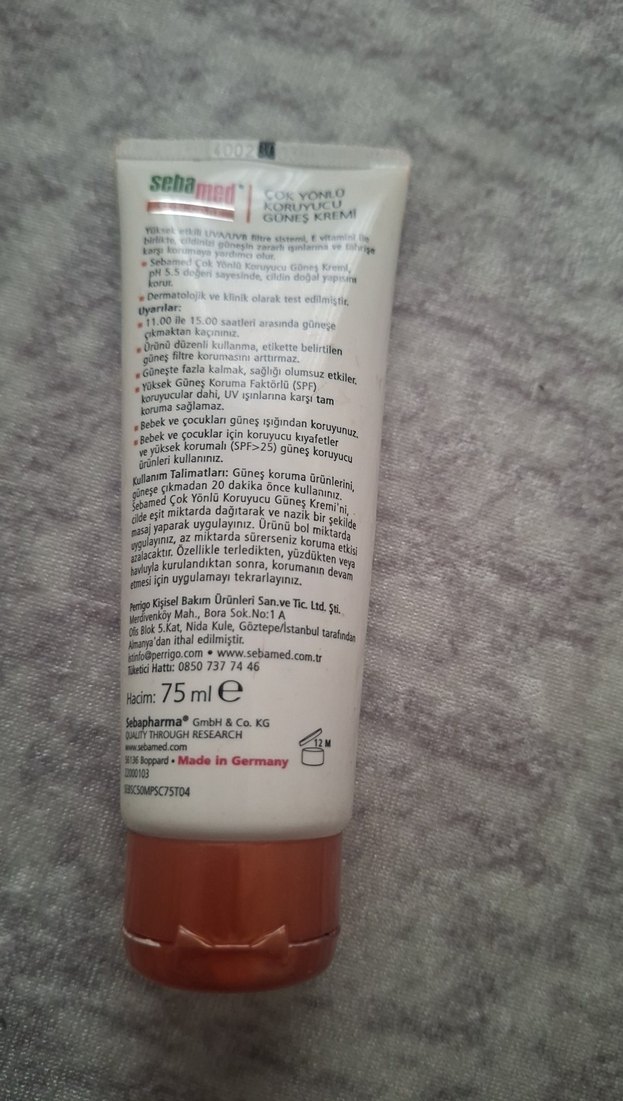 4002
sebamed®
ÇOK YÖNLÜ
KORUYUCU
GÜNEŞ KREMİ
Yüksek etkili UVA/UVB filtre sistemi, E vitamini ile
birlikte, cildinizi güneşin zararlı ışınlarına ve tahrişe
karşı korumaya yardımcı olur.
Sebamed Çok Yönlü Koruyucu Güneş Kremi,
pH 5.5 değeri sayesinde, cildin doğal yapısını
korur.
Dermatolojik ve klinik olarak test edilmiştir.
Uyarılar:
11.00 ile 15.00 saatleri arasında güneşe
çıkmaktan kaçınınız.
Ürünü düzenli kullanma, etikette belirtilen
güneş filtre korumasını arttırmaz.
Güneşte fazla kalmak, sağlığı olumsuz etkiler.
Yüksek Güneş Koruma Faktörlü (SPF)
koruyucular dahi, UV ışınlarına karşı tam
koruma sağlamaz.
Bebek ve çocukları güneş ışığından koruyunuz.
Bebek ve çocuklar için koruyucu kıyafetler
ve yüksek korumalı (SPF>25) güneş koruyucu
ürünleri kullanınız.
Kullanım Talimatları: Güneş koruma ürünlerini,
güneşe çıkmadan 20 dakika önce kullanınız.
Sebamed Çok Yönlü Koruyucu Güneş Kremi'ni,
cilde eşit miktarda dağıtarak ve nazik bir şekilde
masaj yaparak uygulayınız. Ürünü bol miktarda
uygulayınız, az miktarda sürerseniz koruma etkisi
azalacaktır. Özellikle terledikten, yüzdükten veya
havluyla kurulandıktan sonra, korumanın devam
etmesi için uygulamayı tekrarlayınız.
Perrigo Kişisel Bakım Ürünleri San.ve Tic. Ltd. Şti.
Merdivenköy Mah., Bora Sok.No:1 A
Ofis Blok 5.Kat, Nida Kule, Göztepe/İstanbul tarafından
Almanya'dan ithal edilmiştir.
istinfo@perrigo.com • www.sebamed.com.tr
Tüketici Hattı: 0850 737 74 46
Hacim: 75 ml ℮
Sebapharma® GmbH & Co. KG
QUALITY THROUGH RESEARCH
www.sebamed.com
56136 Boppard • Made in Germany
12 M
22000103
EBSC50MPSC75T04